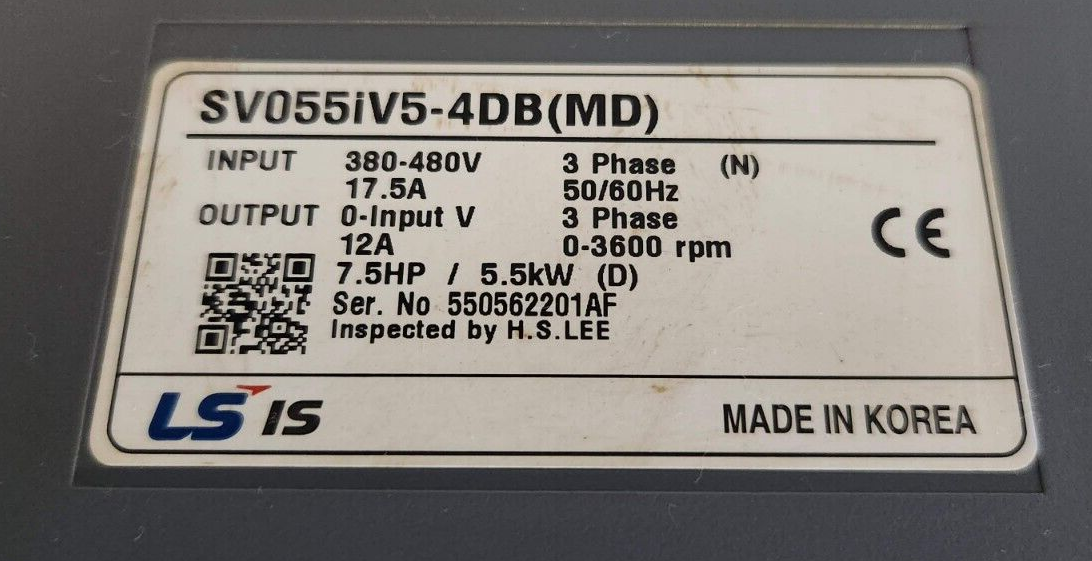 SV055iV5-4DB(MD)
INPUT 380-480V 3 Phase (N)
17.5A 50/60Hz
OUTPUT 0-Input V 3 Phase
12A 0-3600 rpm
7.5HP / 5.5kW (D)
Ser. No 550562201AF
Inspected by H.S.LEE
CE
LS IS
MADE IN KOREA